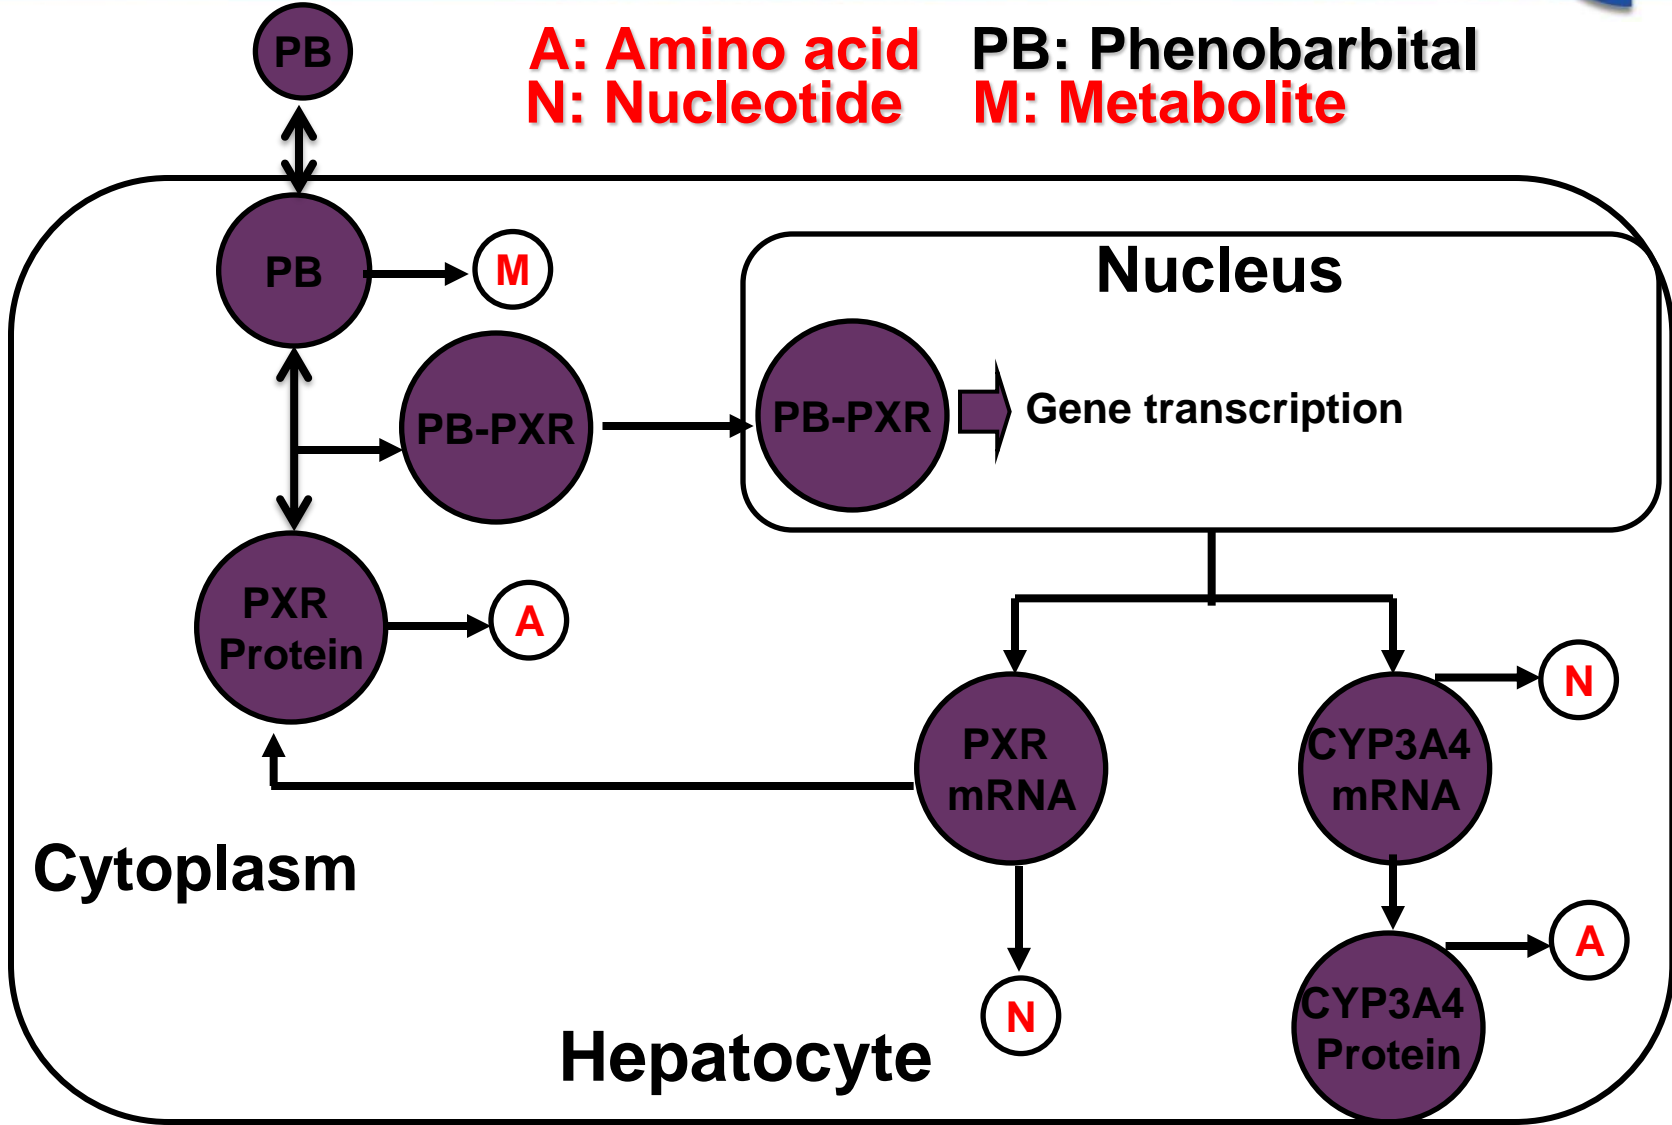 PB
A: Amino acid PB: Phenobarbital
N: Nucleotide M: Metabolite
PB
M
Nucleus
PB-PXR
PB-PXR
Gene transcription
PXR
Protein
A
N
PXR
mRNA
CYP3A4
mRNA
Cytoplasm
A
N
CYP3A4
Protein
Hepatocyte